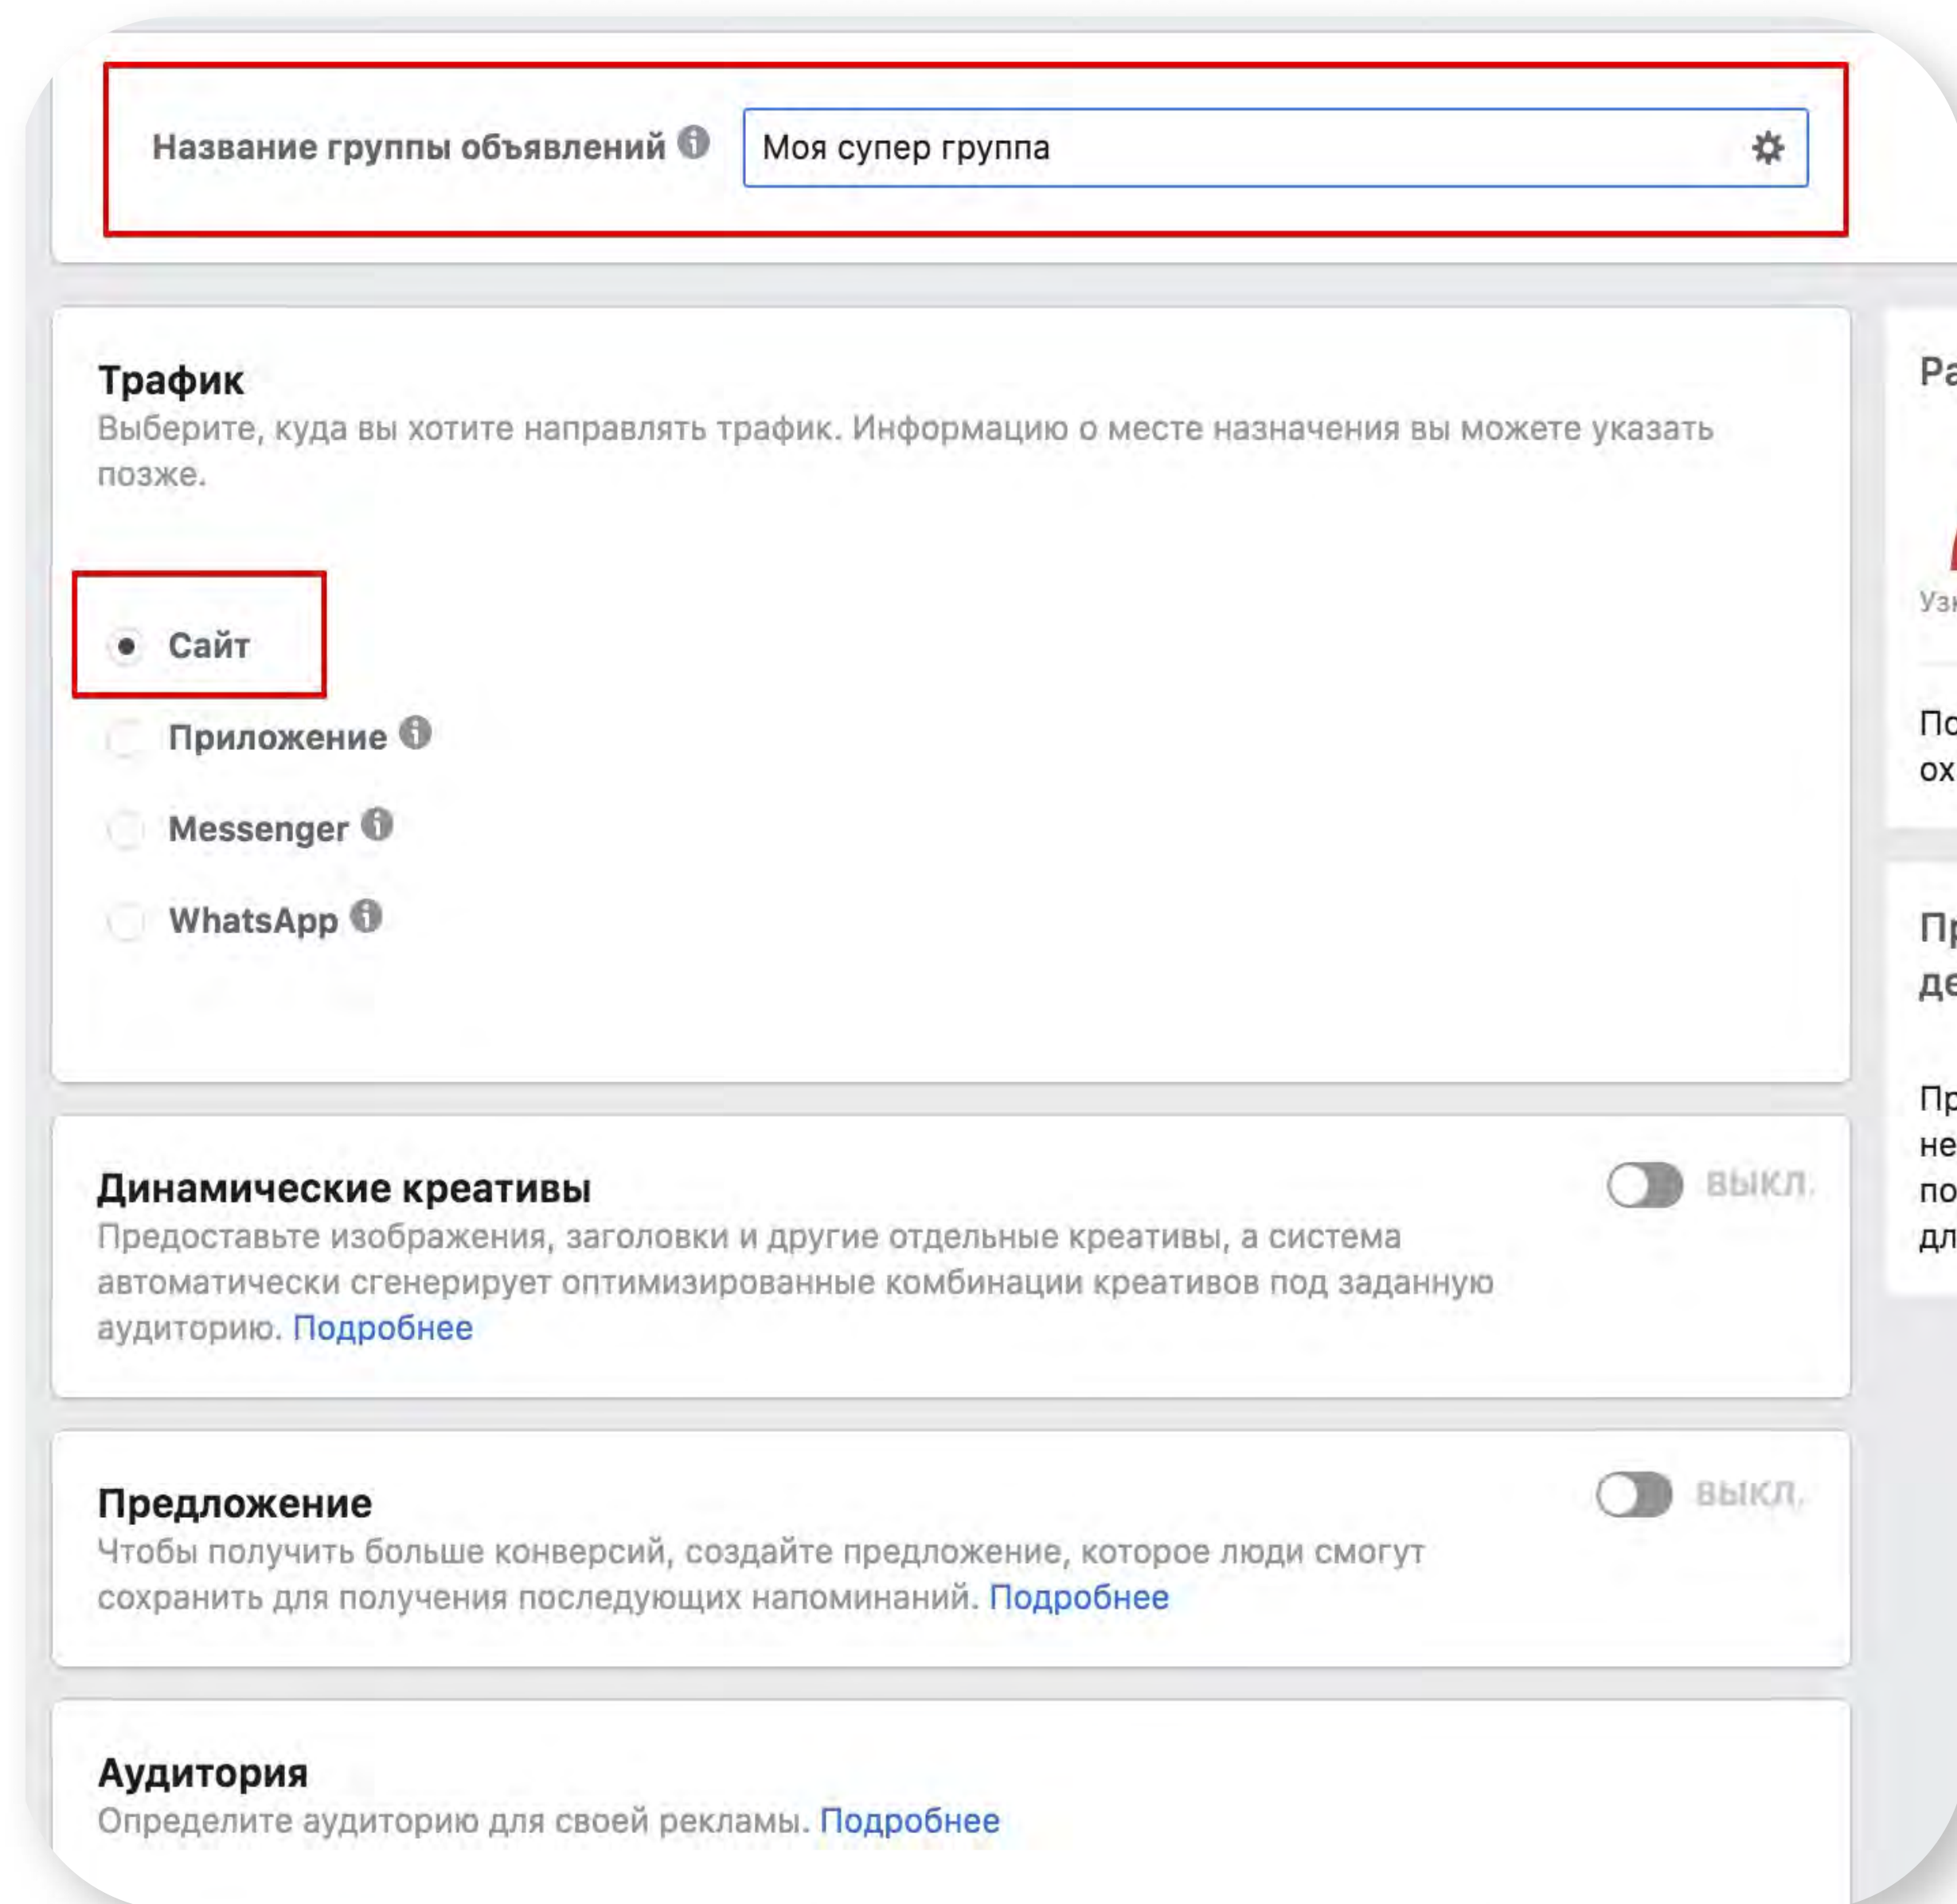 Название группы объявлений
Моя супер группа
Трафик
Выберите, куда вы хотите направлять трафик. Информацию о месте назначения вы можете указать
позже.
Сайт
Приложение
Messenger
WhatsApp
Динамические креативы
ВЫКЛ.
Предоставьте изображения, заголовки и другие отдельные креативы, а система
автоматически сгенерирует оптимизированные комбинации креативов под заданную
аудиторию. Подробнее
Предложение
ВЫКЛ.
Чтобы получить больше конверсий, создайте предложение, которое люди смогут
сохранить для получения последующих напоминаний. Подробнее
Аудитория
Определите аудиторию для своей рекламы. Подробнее